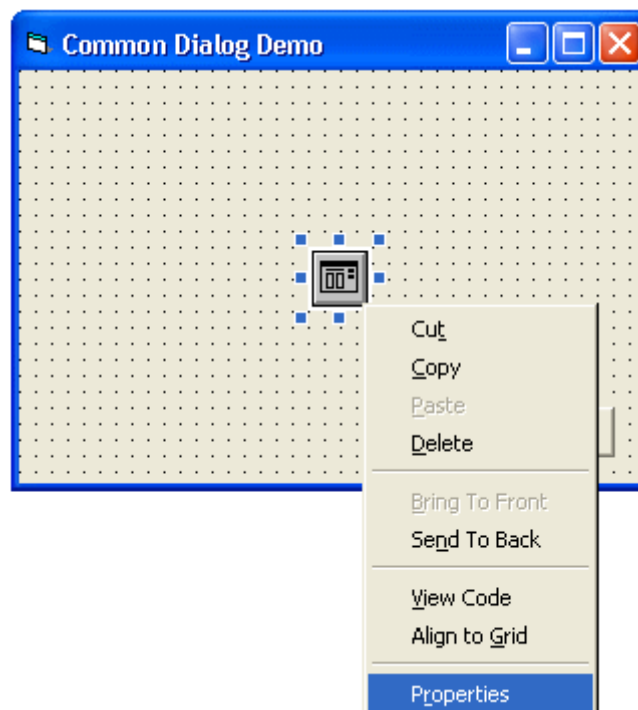 Common Dialog Demo
Cut
Copy
Paste
Delete
Bring To Front
Send To Back
View Code
Align to Grid
Properties